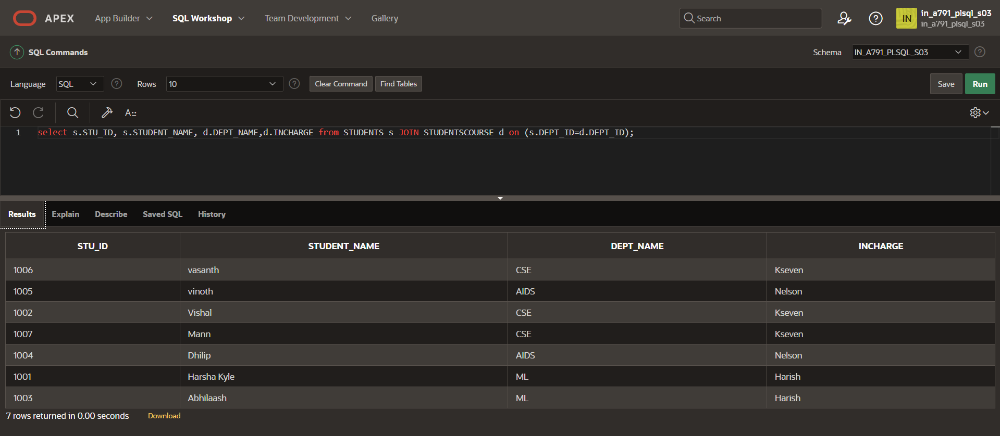 APEX App Builder SQL Workshop Team Development Gallery Search IN in_a791_plsql_s03
in_a791_plsql_s03
SQL Commands Schema IN_A791_PLSQL_S03
Language SQL Rows 10 Clear Command Find Tables Save Run
A::
1 select s.STU_ID, s.STUDENT_NAME, d.DEPT_NAME,d.INCHARGE from STUDENTS s JOIN STUDENTSCOURSE d on (s.DEPT_ID=d.DEPT_ID);
Results Explain Describe Saved SQL History
STU_ID STUDENT_NAME DEPT_NAME INCHARGE
1006 vasanth CSE Kseven
1005 vinoth AIDS Nelson
1002 Vishal CSE Kseven
1007 Mann CSE Kseven
1004 Dhilip AIDS Nelson
1001 Harsha Kyle ML Harish
1003 Abhilaash ML Harish
7 rows returned in 0.00 seconds Download